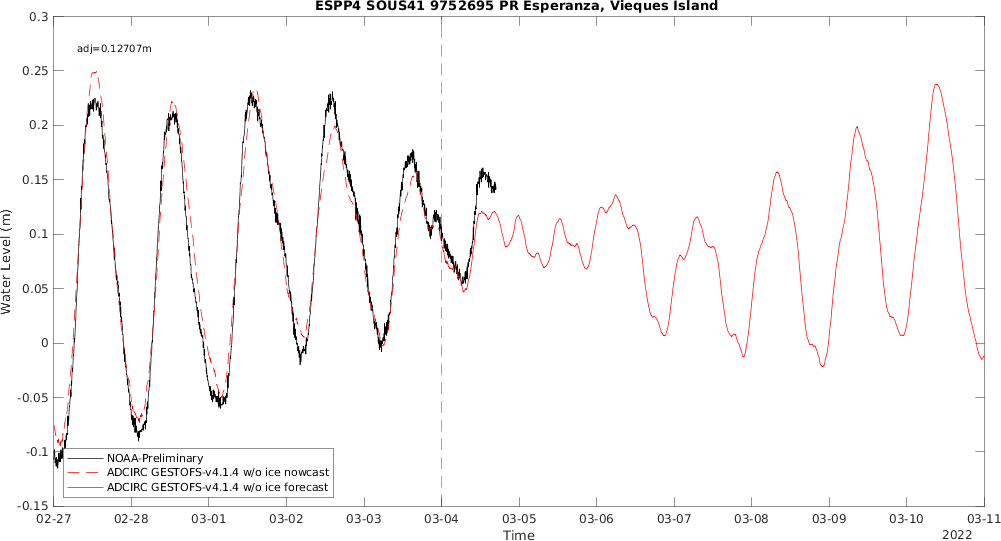 ESPP4 SOUS41 9752695 PR Esperanza, Vieques Island
0.3
adj=0.12707m
0.25
0.2
0.15
0.1
0.05
0
-0.05
-0.1
-0.15
Water Level (m)
NOAA-Preliminary
ADCIRC GESTOFS-v4.1.4 w/o ice nowcast
ADCIRC GESTOFS-v4.1.4 w/o ice forecast
02-27 02-28 03-01 03-02 03-03 03-04 03-05 03-06 03-07 03-08 03-09 03-10 03-11
Time
2022